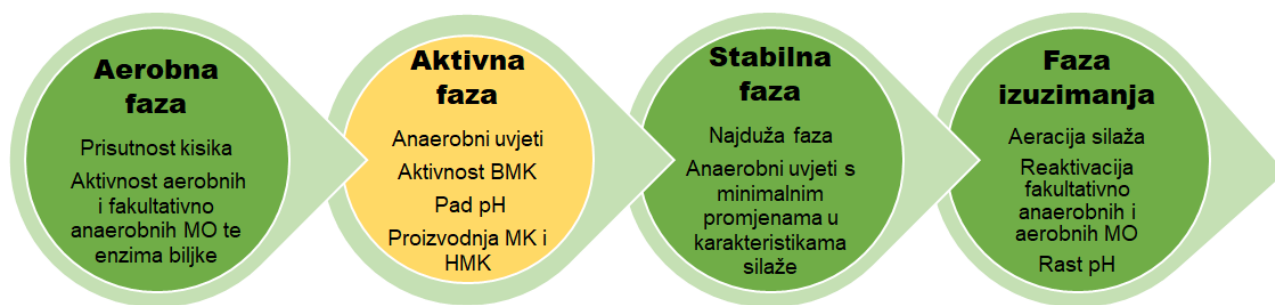 Aerobna
faza
Prisutnost kisika
Aktivnost aerobnih
i fakultativno
anaerobnih MO te
enzima biljke
Aktivna
faza
Anaerobni uvjeti
Aktivnost BMK
Pad pH
Proizvodnja MK i
HMK
Stabilna
faza
Najduža faza
Anaerobni uvjeti s
minimalnim
promjenama u
karakteristikama
silaže
Faza
izuzimanja
Aeracija silaža
Reaktivacija
fakultativno
anaerobnih i
aerobnih MO
Rast pH